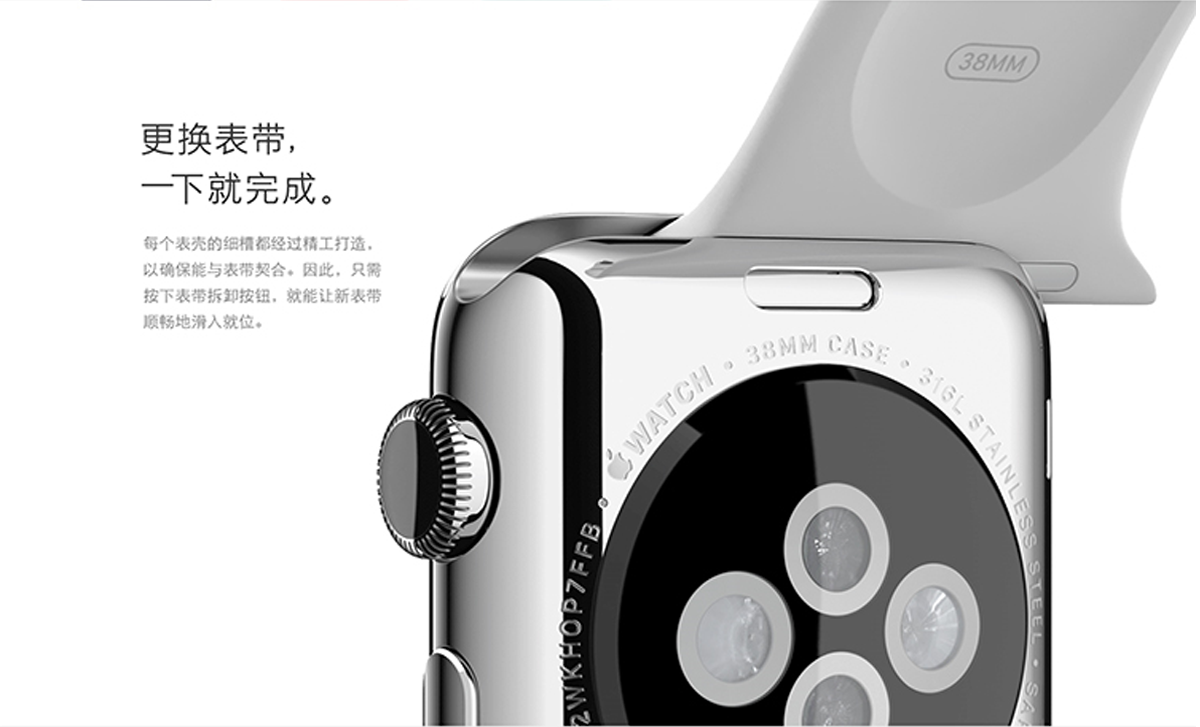 更换表带，
一下就完成。
每个表壳的细槽都经过精工打造，
以确保能与表带契合。因此，只需
按下表带拆卸按钮，就能让新表带
顺畅地滑入就位。
38MM
WATCH • 38MM CASE • 316L STAINLESS STEEL • SA
2WKHOP7FFB